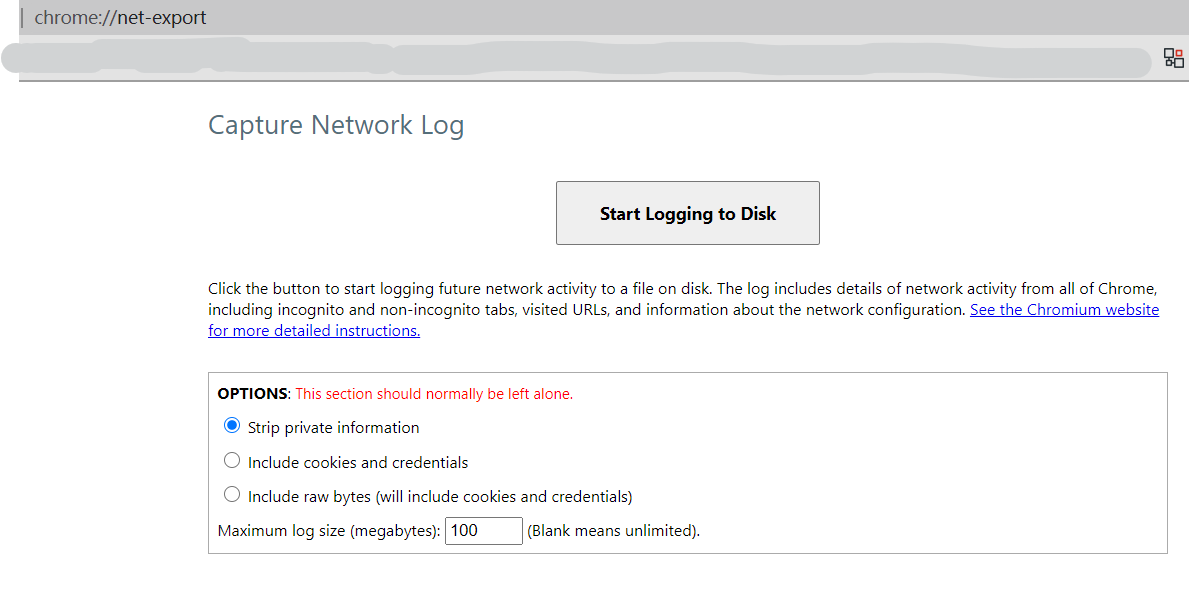 chrome://net-export
Capture Network Log
Start Logging to Disk
Click the button to start logging future network activity to a file on disk. The log includes details of network activity from all of Chrome,
including incognito and non-incognito tabs, visited URLs, and information about the network configuration. See the Chromium website
for more detailed instructions.
OPTIONS: This section should normally be left alone.
Strip private information
Include cookies and credentials
Include raw bytes (will include cookies and credentials)
Maximum log size (megabytes): 100 (Blank means unlimited).